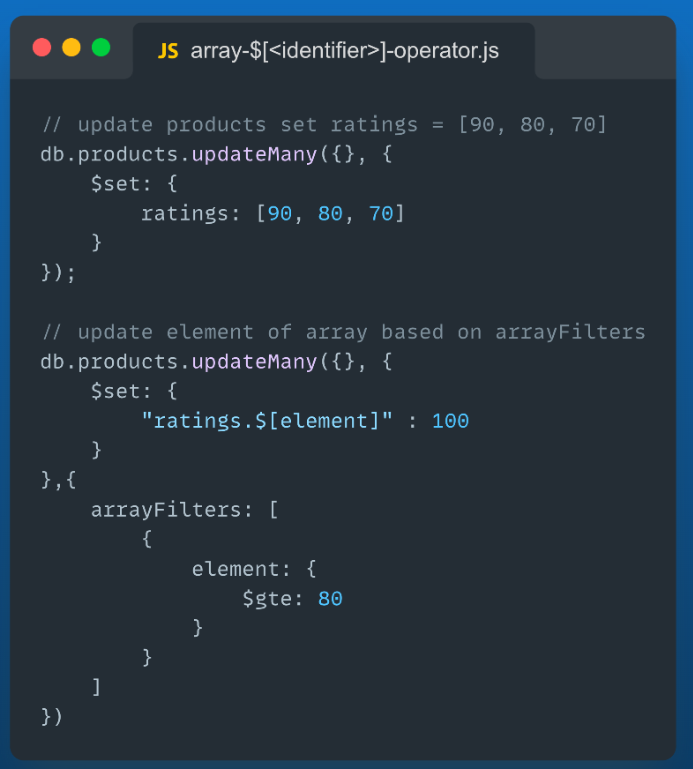 JS array-$[<identifier>]-operator.js
// update products set ratings = [90, 80, 70]
db.products.updateMany({}, {
    $set: {
        ratings: [90, 80, 70]
    }
});

// update element of array based on arrayFilters
db.products.updateMany({}, {
    $set: {
        "ratings.$[element]" : 100
    }
},{
    arrayFilters: [
        {
            element: {
                $gte: 80
            }
        }
    ]
})